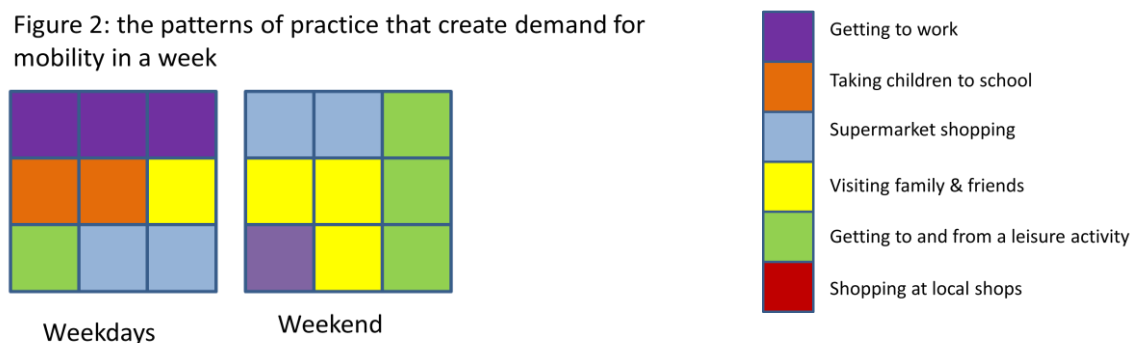 Figure 2: the patterns of practice that create demand for
mobility in a week
Weekdays
Weekend
Getting to work
Taking children to school
Supermarket shopping
Visiting family & friends
Getting to and from a leisure activity
Shopping at local shops